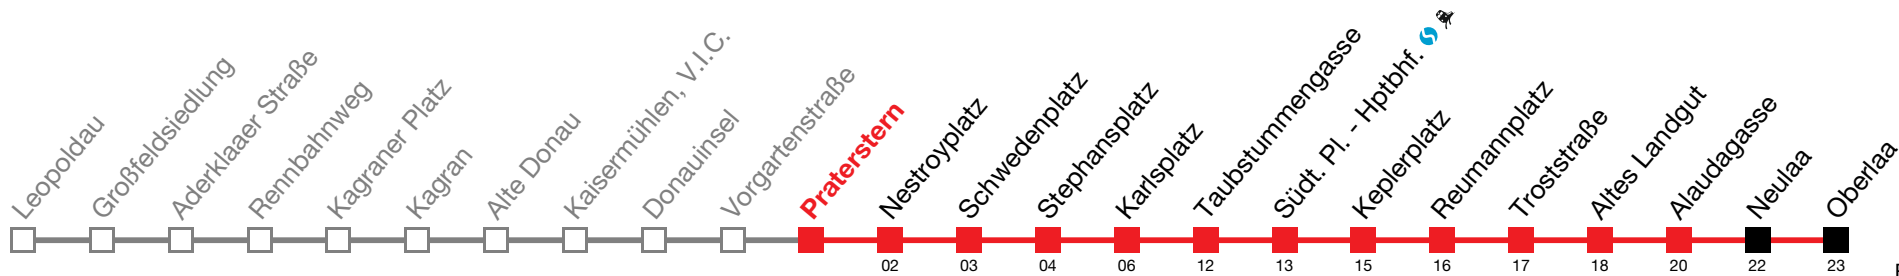 Leopoldau
Großfeldsiedlung
Aderklaaer Straße
Rennbahnweg
Kagraner Platz
Kagran
Alte Donau
Kaisermühlen, V.I.C.
Donauinsel
Vorgartenstraße
Praterstern
Nestroyplatz
Schwedenplatz
Stephansplatz
Karlsplatz
Taubstummengasse
Südt. Pl. - Hptbhf.
Keplerplatz
Reumannplatz
Troststraße
Altes Landgut
Alaudagasse
Neulaa
Oberlaa
02 03 04 06 12 13 15 16 17 18 20 22 23